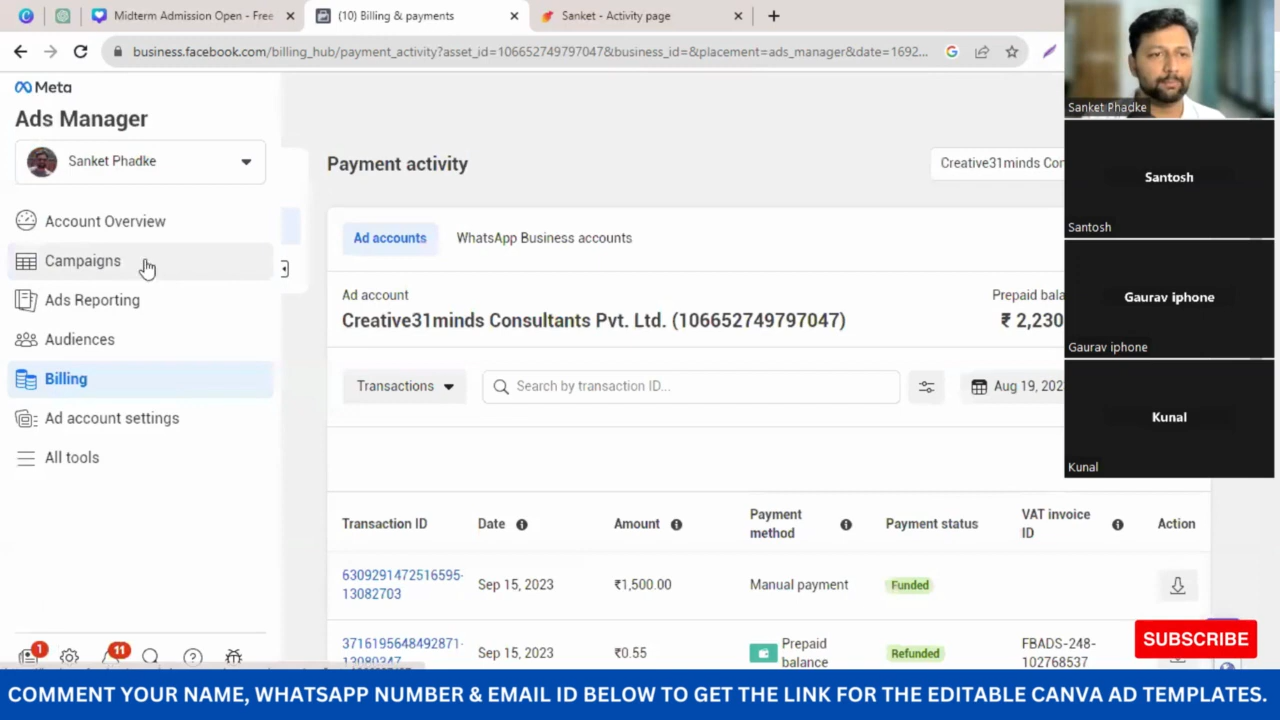 Midterm Admission Open - Free
(10) Billing & payments
Sanket - Activity page
business.facebook.com/billing_hub/payment_activity?asset_id=106652749797047&business_id=&placement=ads_manager&date=1692...
Meta
Ads Manager
Sanket Phadke
Account Overview
Campaigns
Ads Reporting
Audiences
Billing
Ad account settings
All tools
1
11
Payment activity
Creative31minds Con
Ad accounts
WhatsApp Business accounts
Ad account
Prepaid bala
Creative31minds Consultants Pvt. Ltd. (106652749797047)
₹ 2,230
Transactions
Search by transaction ID...
Aug 19, 202
Transaction ID
Date
Amount
Payment
method
Payment status
VAT invoice
ID
Action
6309291472516595-
13082703
Sep 15, 2023
₹1,500.00
Manual payment
Funded
3716195648492871-
13080347
Sep 15, 2023
₹0.55
Prepaid
balance
Refunded
FBADS-248-
102768537
Sanket Phadke
Santosh
Santosh
Gaurav iphone
Gaurav iphone
Kunal
Kunal
SUBSCRIBE
COMMENT YOUR NAME, WHATSAPP NUMBER & EMAIL ID BELOW TO GET THE LINK FOR THE EDITABLE CANVA AD TEMPLATES.